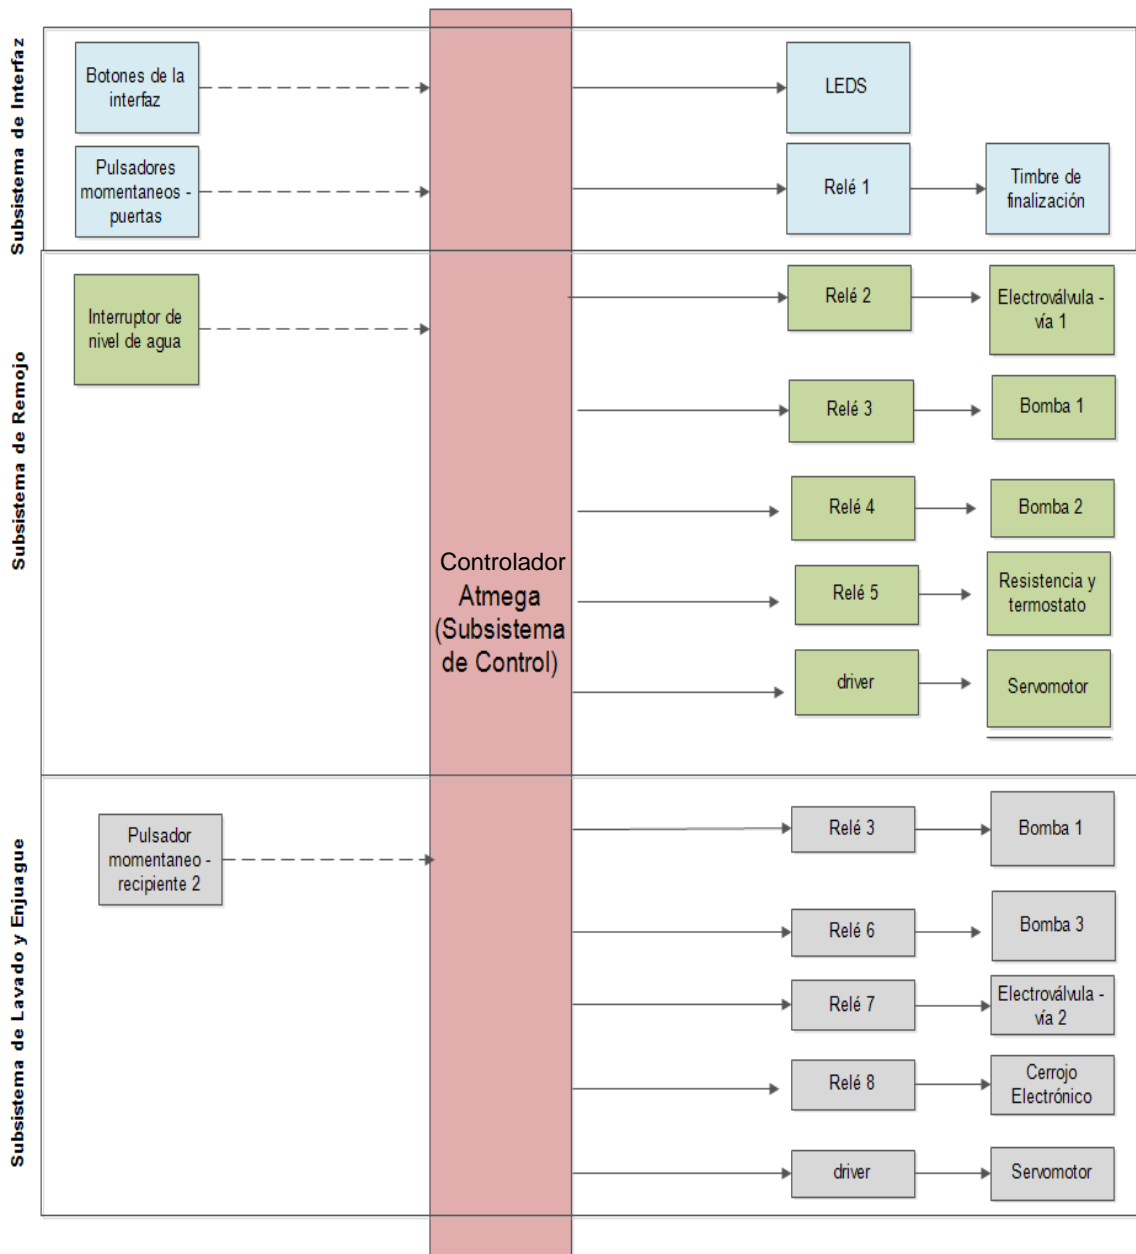 Subsistema de Interfaz
Botones de la
interfaz
LEDS
Pulsadores
momentaneos -
puertas
Relé 1
Timbre de
finalización
Subsistema de Remojo
Interruptor de
nivel de agua
Relé 2
Electroválvula -
vía 1
Relé 3
Bomba 1
Relé 4
Bomba 2
Controlador
Atmega
(Subsistema
de Control)
Relé 5
Resistencia y
termostato
driver
Servomotor
Subsistema de Lavado y Enjuague
Pulsador
momentaneo -
recipiente 2
Relé 3
Bomba 1
Relé 6
Bomba 3
Relé 7
Electroválvula -
vía 2
Relé 8
Cerrojo
Electrónico
driver
Servomotor